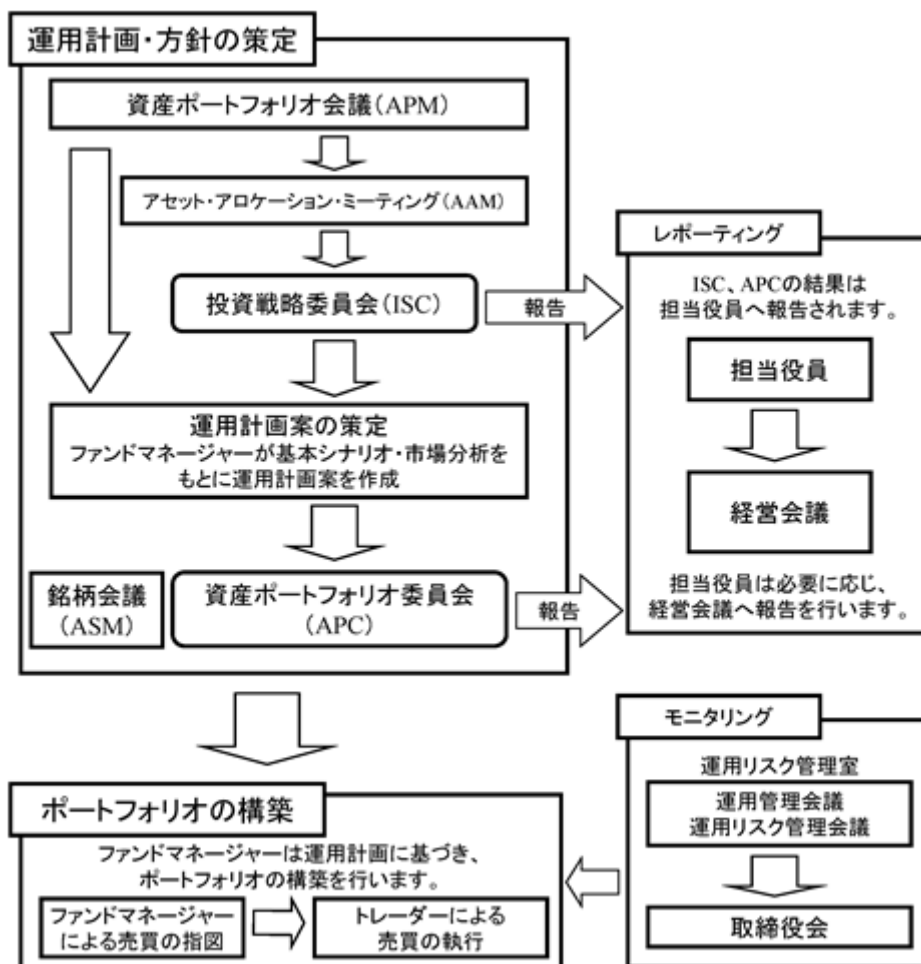 運用計画・方針の策定
資産ポートフォリオ会議(APM)
アセット・アロケーション・ミーティング(AAM)
投資戦略委員会(ISC)
報告
運用計画案の策定
ファンドマネージャーが基本シナリオ・市場分析を
もとに運用計画案を作成
銘柄会議
(ASM)
資産ポートフォリオ委員会
(APC)
報告
レポーティング
ISC、APCの結果は
担当役員へ報告されます。
担当役員
経営会議
担当役員は必要に応じ、
経営会議へ報告を行います。
ポートフォリオの構築
ファンドマネージャーは運用計画に基づき、
ポートフォリオの構築を行います。
ファンドマネージャー
による売買の指図
トレーダーによる
売買の執行
モニタリング
運用リスク管理室
運用管理会議
運用リスク管理会議
取締役会